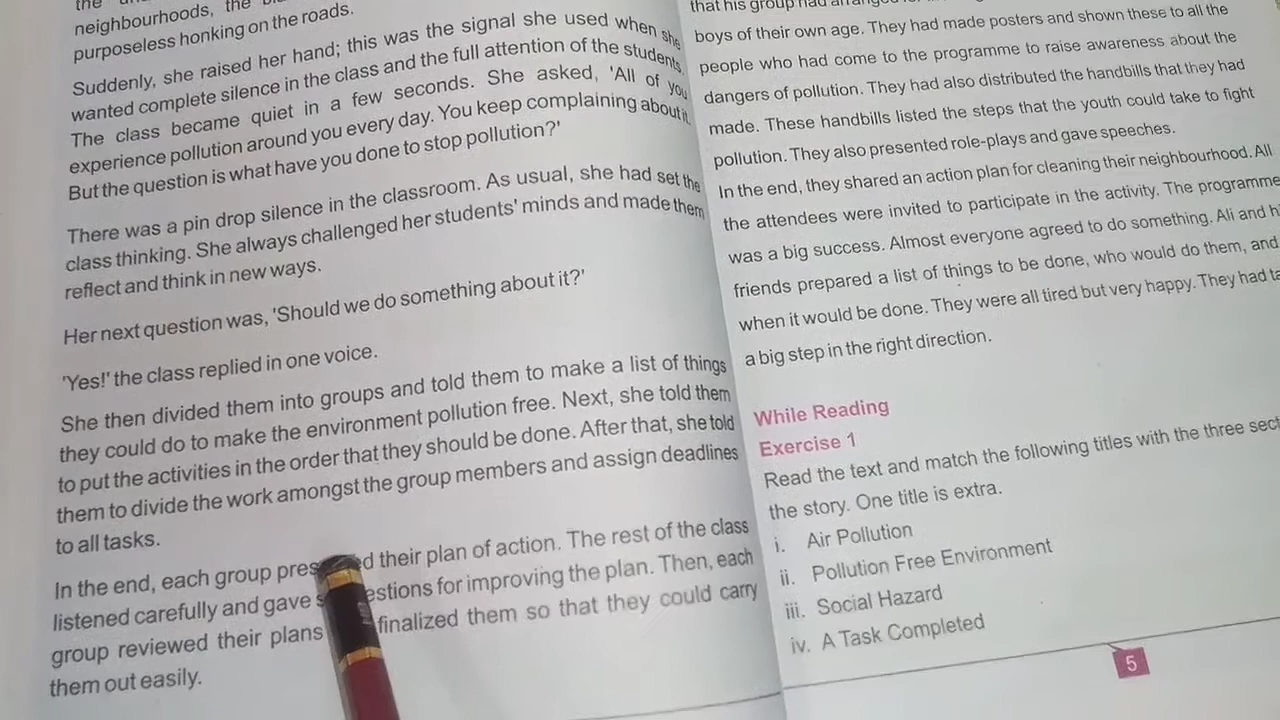 the
neighbourhoods, the
purposeless honking on the roads.
Suddenly, she raised her hand; this was the signal she used when she
wanted complete silence in the class and the full attention of the students.
The class became quiet in a few seconds. She asked, 'All of you
experience pollution around you every day. You keep complaining about it.
But the question is what have you done to stop pollution?'
There was a pin drop silence in the classroom. As usual, she had set the
class thinking. She always challenged her students' minds and made them
reflect and think in new ways.
Her next question was, 'Should we do something about it?'
'Yes!' the class replied in one voice.
She then divided them into groups and told them to make a list of things
they could do to make the environment pollution free. Next, she told them
to put the activities in the order that they should be done. After that, she told
them to divide the work amongst the group members and assign deadlines
to all tasks.
In the end, each group their plan of action. The rest of the class
listened carefully and gave for improving the plan. Then, each
group reviewed their plans finalized them so that they could carry
them out easily.
that his group had
boys of their own age. They had made posters and shown these to all the
people who had come to the programme to raise awareness about the
dangers of pollution. They had also distributed the handbills that they had
made. These handbills listed the steps that the youth could take to fight
pollution. They also presented role-plays and gave speeches.
In the end, they shared an action plan for cleaning their neighbourhood. All
the attendees were invited to participate in the activity. The programme
was a big success. Almost everyone agreed to do something. Ali and
friends prepared a list of things to be done, who would do them, and
when it would be done. They were all tired but very happy. They had
a big step in the right direction.
While Reading
Exercise 1
Read the text and match the following titles with the three
the story. One title is extra.
i. Air Pollution
ii. Pollution Free Environment
iii. Social Hazard
iv. A Task Completed
5